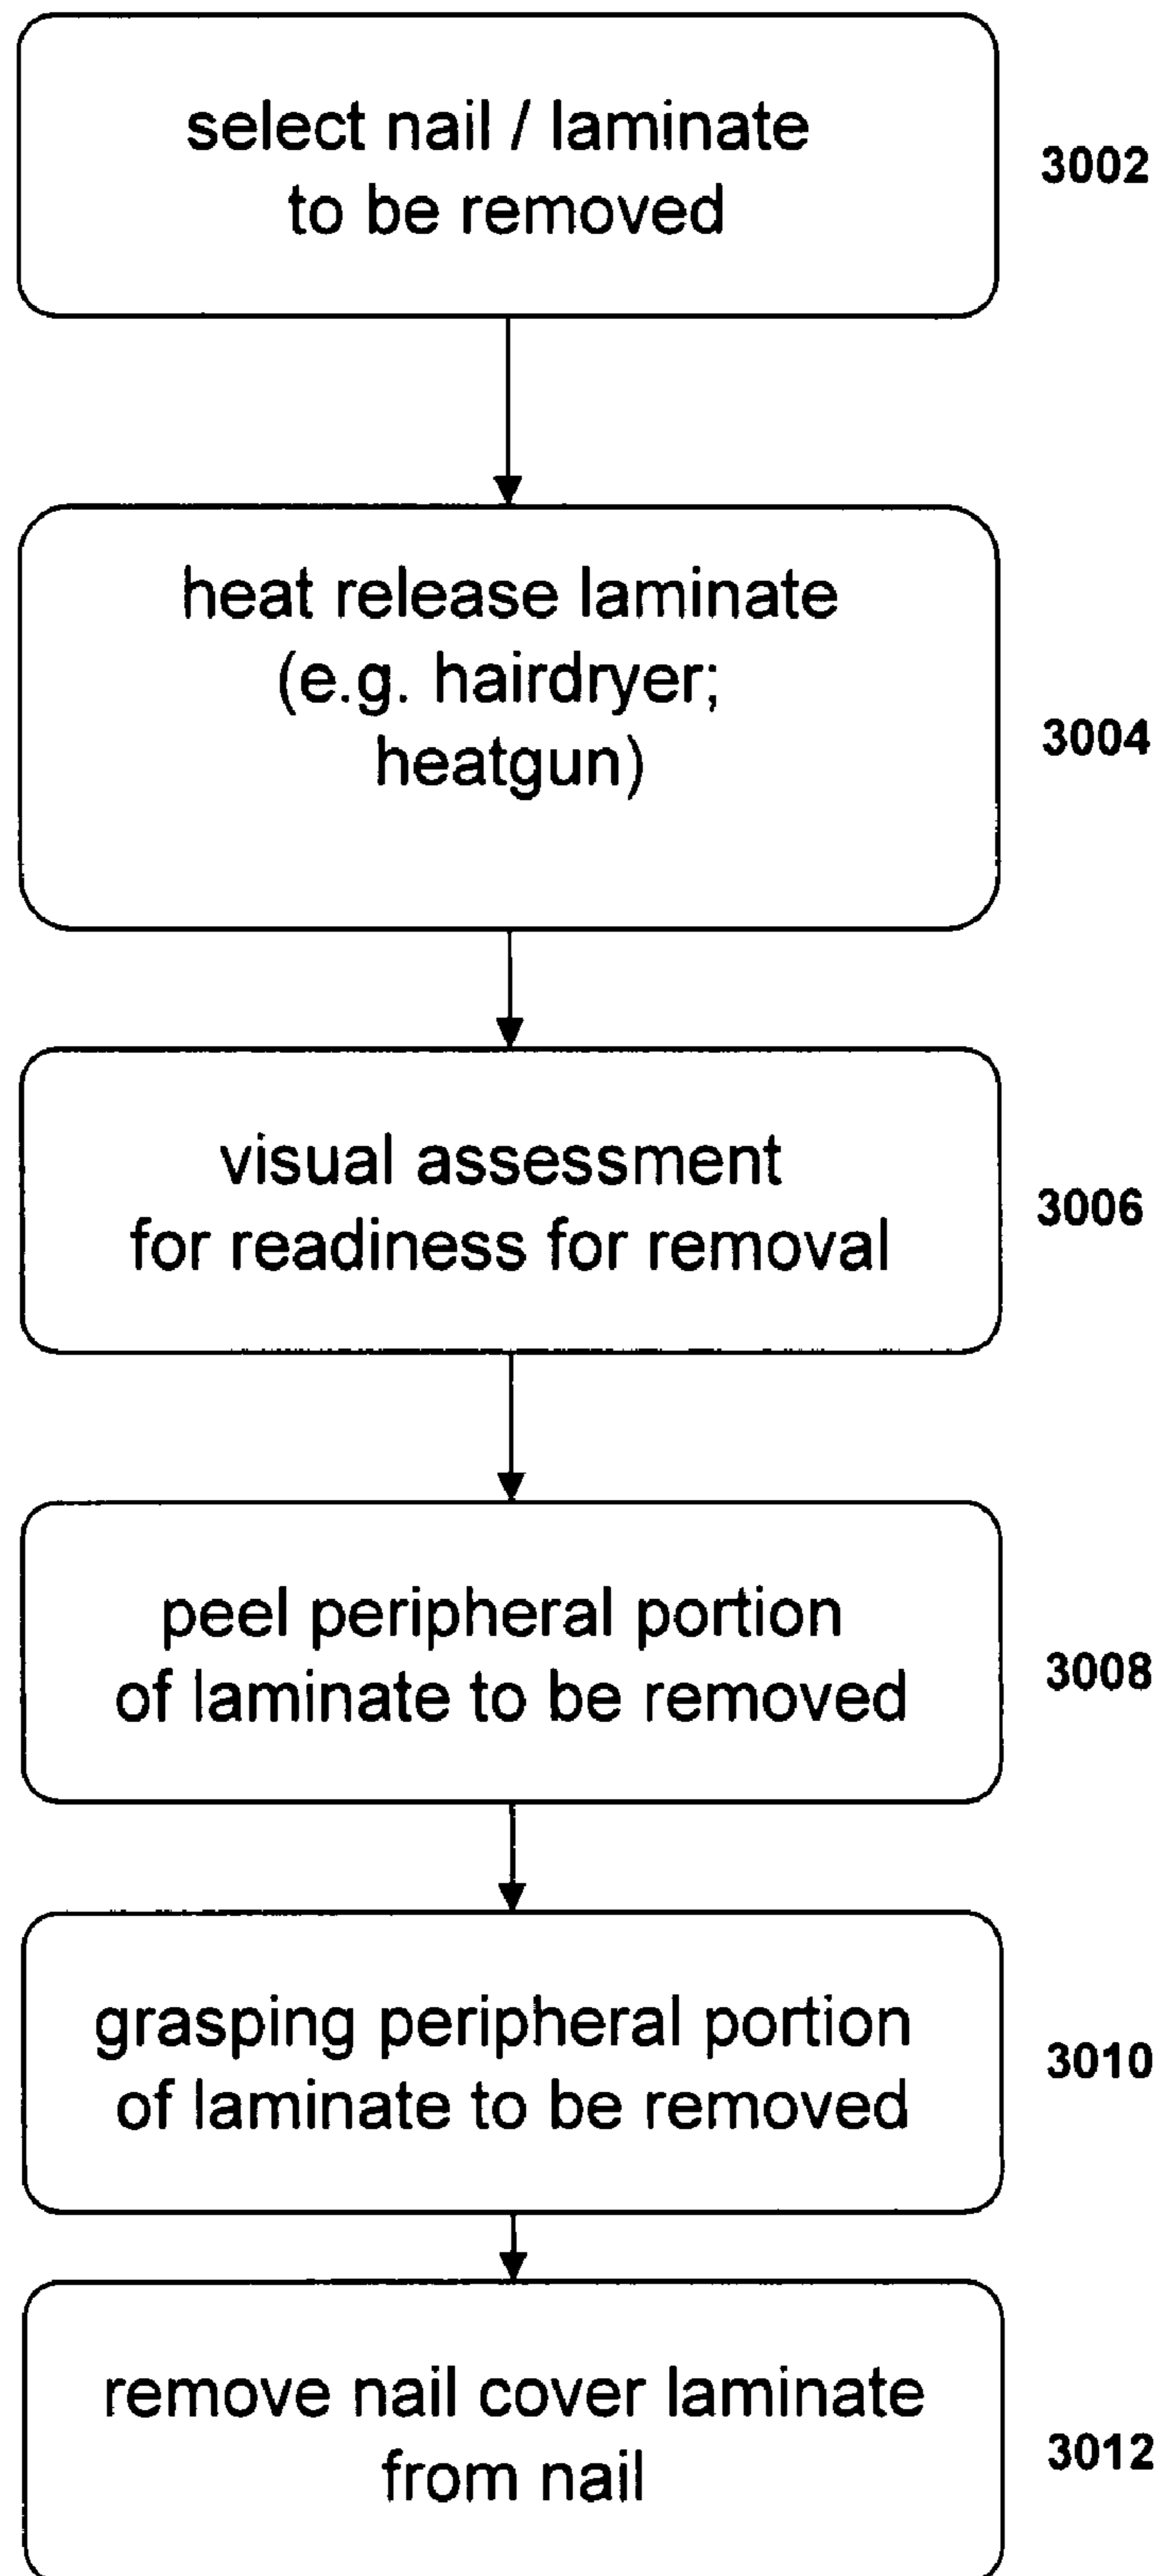 select nail / laminate
to be removed
3002
heat release laminate
(e.g. hairdryer;
heatgun)
3004
visual assessment
for readiness for removal
3006
peel peripheral portion
of laminate to be removed
3008
grasping peripheral portion
of laminate to be removed
3010
remove nail cover laminate
from nail
3012